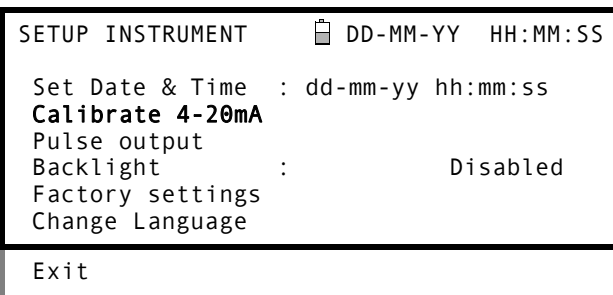 SETUP INSTRUMENT DD-MM-YY HH:MM:SS
Set Date & Time : dd-mm-yy hh:mm:ss
Calibrate 4-20mA
Pulse output
Backlight : Disabled
Factory settings
Change Language
Exit